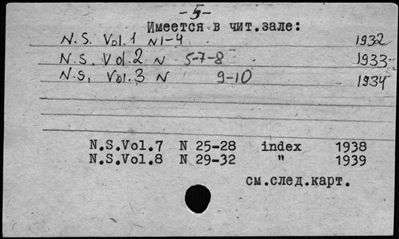 -5-
Имеется в чит.зале:
N.S. Vol.1 N1-4 1932
N.S. Vol.2 N 5-7-8 1933
N.S, Vol.3 N 9-10 1934
N.S.Vol.7 N 25-28 index 1938
N.S.Vol.8 N 29-32 " 1939
см.след.карт.